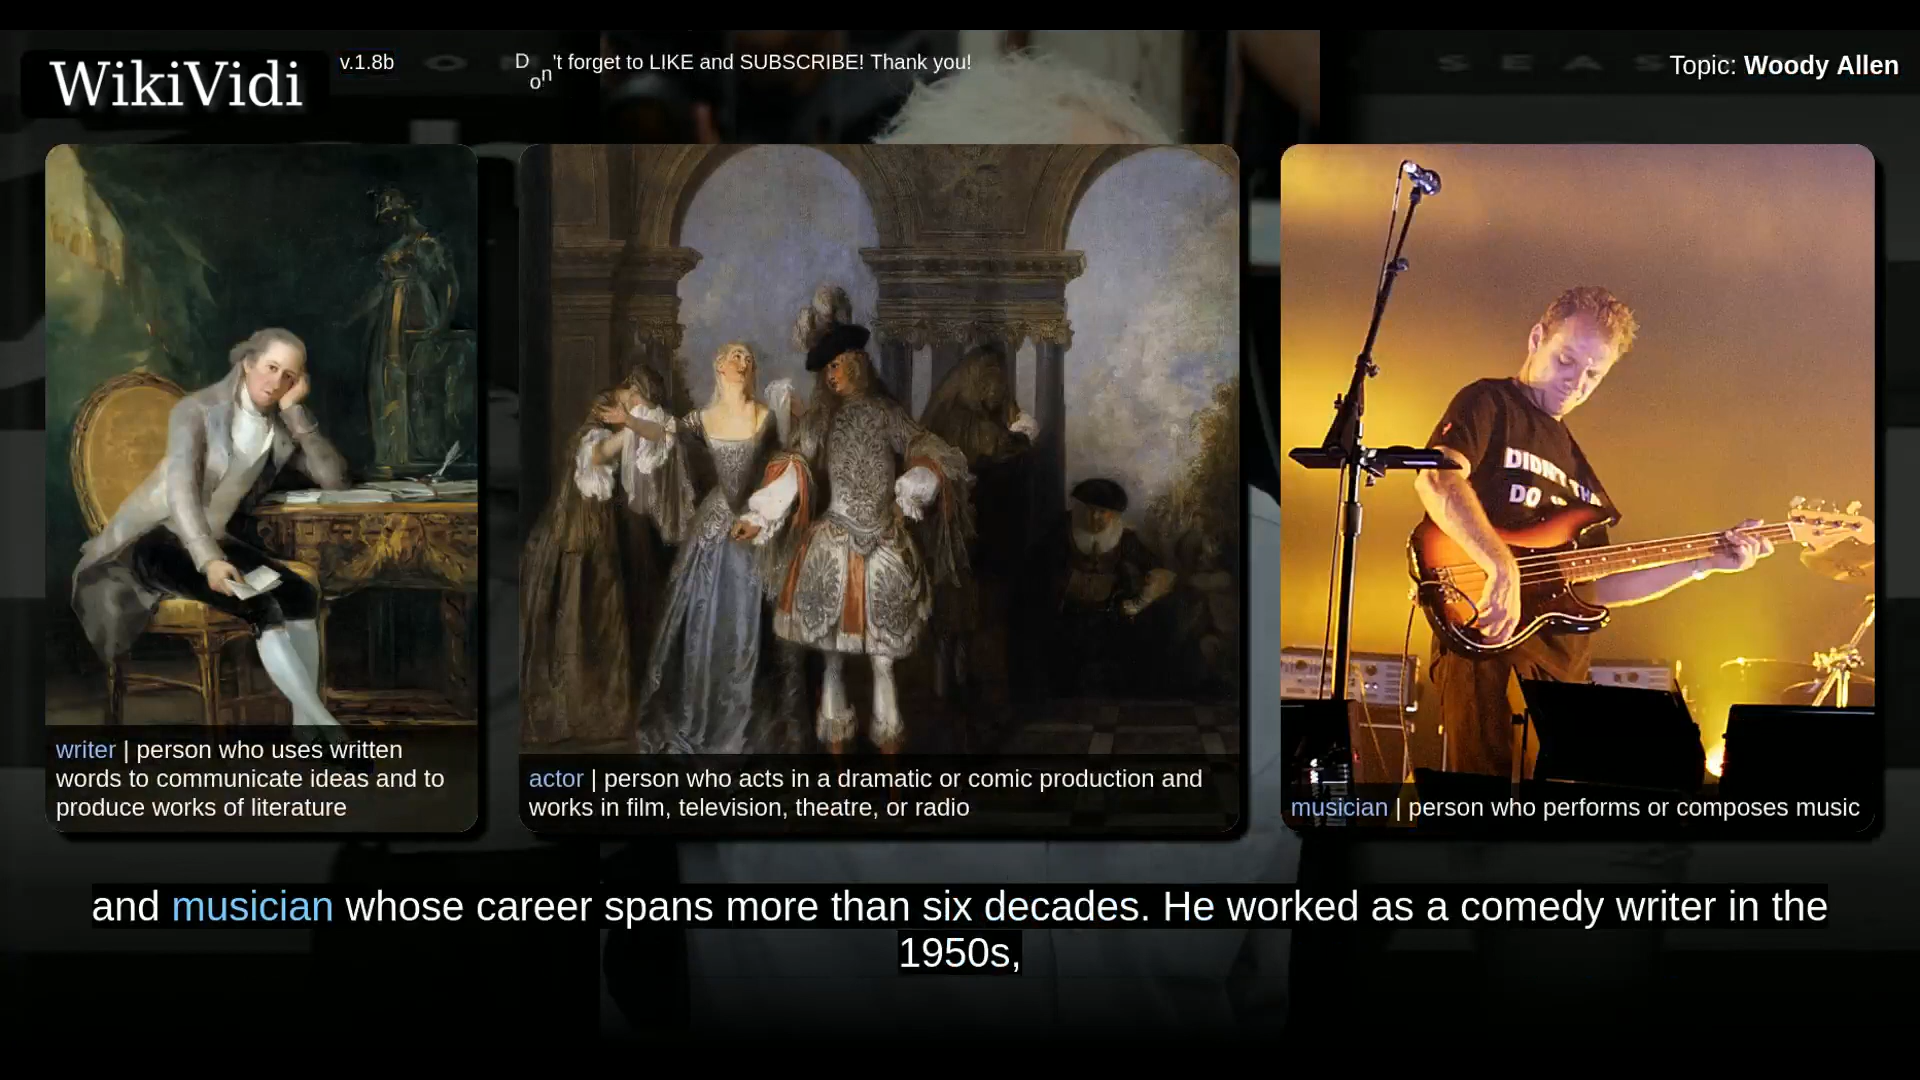 WikiVidi
v.1.8b
Don't forget to LIKE and SUBSCRIBE! Thank you!
Topic: Woody Allen
DIDN'T
DO
writer | person who uses written
words to communicate ideas and to
produce works of literature
actor | person who acts in a dramatic or comic production and
works in film, television, theatre, or radio
musician | person who performs or composes music
and musician whose career spans more than six decades. He worked as a comedy writer in the
1950s,